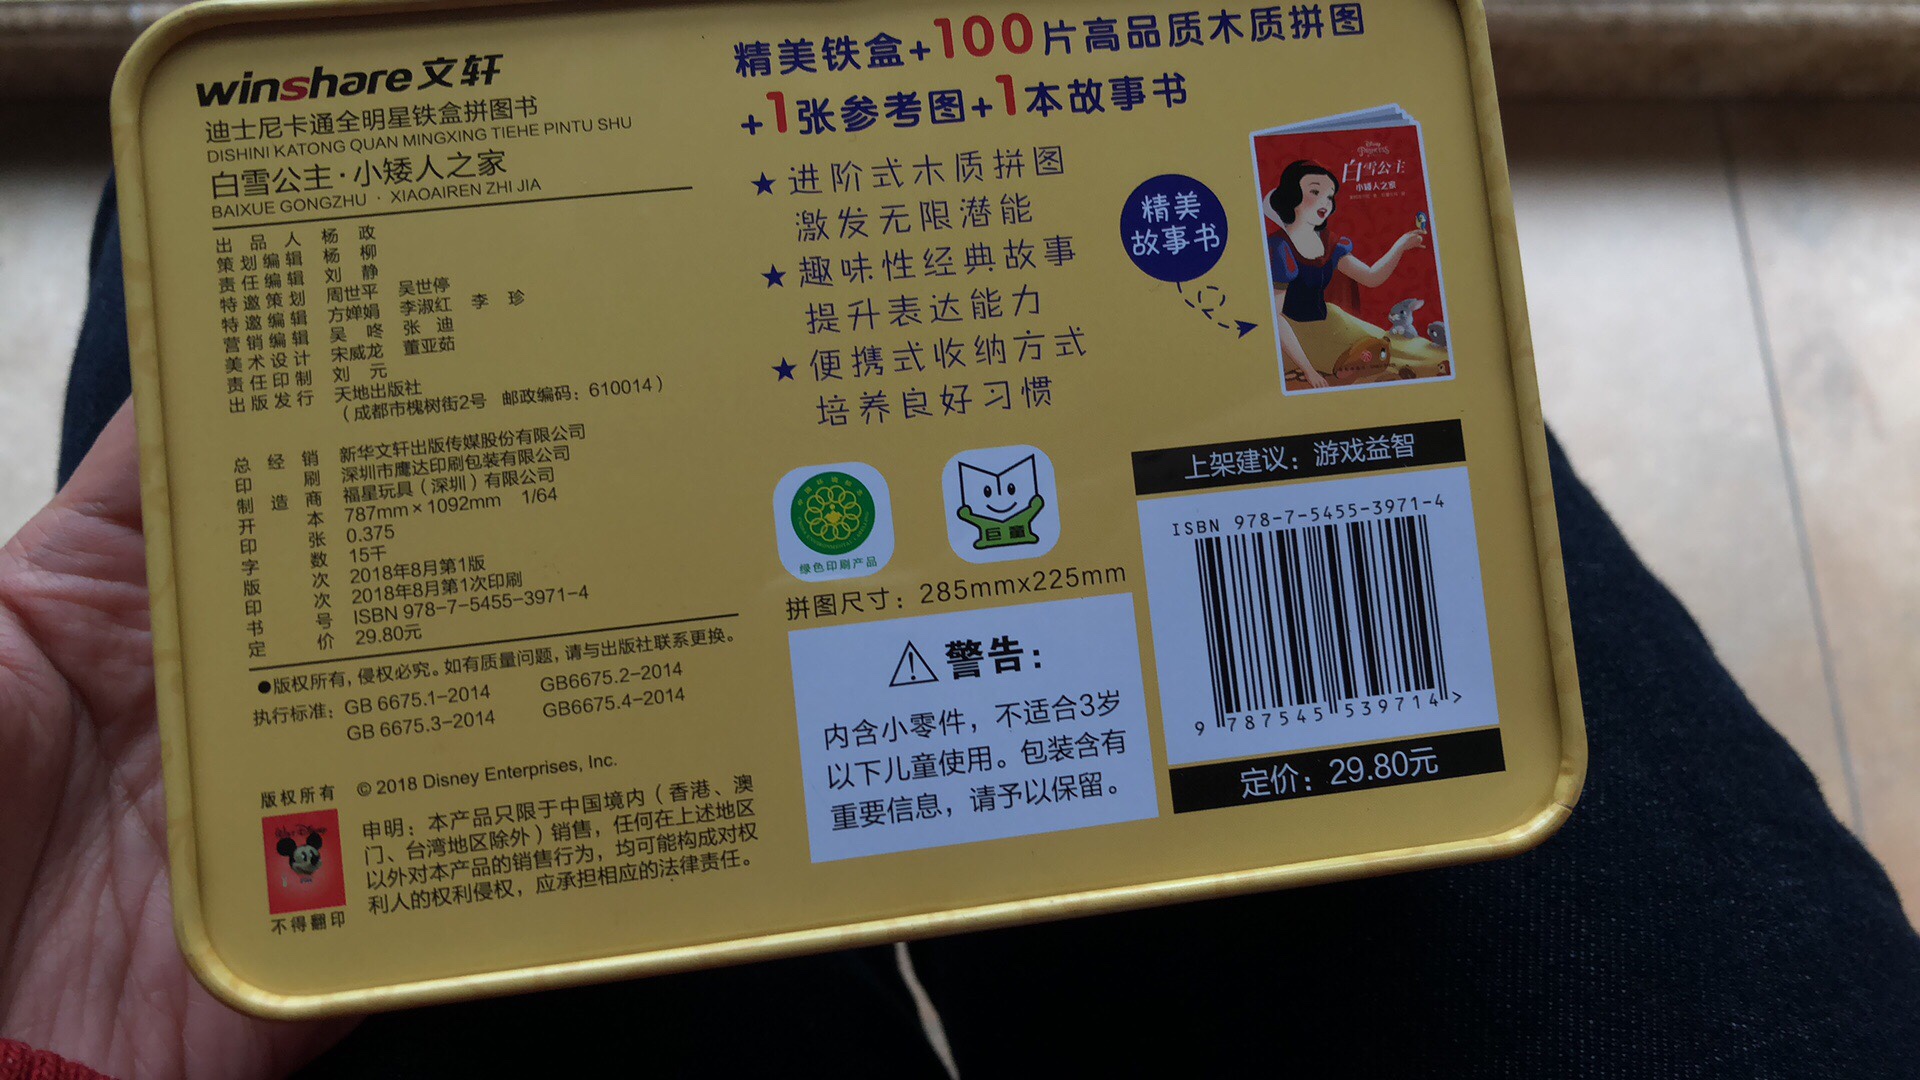 winshare文轩
迪士尼卡通全明星铁盒拼图书
DISHINI KATONG QUAN MINGXING TIEHE PINTU SHU
白雪公主·小矮人之家
BAIXUE GONGZHU · XIAOAIREN ZHI JIA
出品人 杨政
策划编辑 杨柳
责任编辑 刘静
特邀策划 周世平 吴世停
特邀编辑 方婵娟 李淑红 李珍
营销编辑 吴咚 张迪
美术设计 宋威龙 董亚茹
责任印制 刘元
出版发行 天地出版社
（成都市槐树街2号 邮政编码：610014）
总经销 新华文轩出版传媒股份有限公司
印刷 深圳市鹰达印刷包装有限公司
制造商 福星玩具（深圳）有限公司
开本 787mm×1092mm 1/64
印张 0.375
字数 15千
版次 2018年8月第1版
印次 2018年8月第1次印刷
书号 ISBN 978-7-5455-3971-4
定价 29.80元
●版权所有，侵权必究。如有质量问题，请与出版社联系更换。
执行标准：GB 6675.1-2014 GB6675.2-2014
GB 6675.3-2014 GB6675.4-2014
版权所有 © 2018 Disney Enterprises, Inc.
不得翻印
申明：本产品只限于中国境内（香港、澳
门、台湾地区除外）销售，任何在上述地区
以外对本产品的销售行为，均可能构成对权
利人的权利侵权，应承担相应的法律责任。
精美铁盒+100片高品质木质拼图
+1张参考图+1本故事书
★进阶式木质拼图
激发无限潜能
★趣味性经典故事
提升表达能力
★便携式收纳方式
培养良好习惯
精美
故事书
白雪公主
小矮人之家
绿色印刷产品
巨童
拼图尺寸：285mmx225mm
警告：
内含小零件，不适合3岁
以下儿童使用。包装含有
重要信息，请予以保留。
上架建议：游戏益智
ISBN 978-7-5455-3971-4
9 787545 539714 >
定价：29.80元